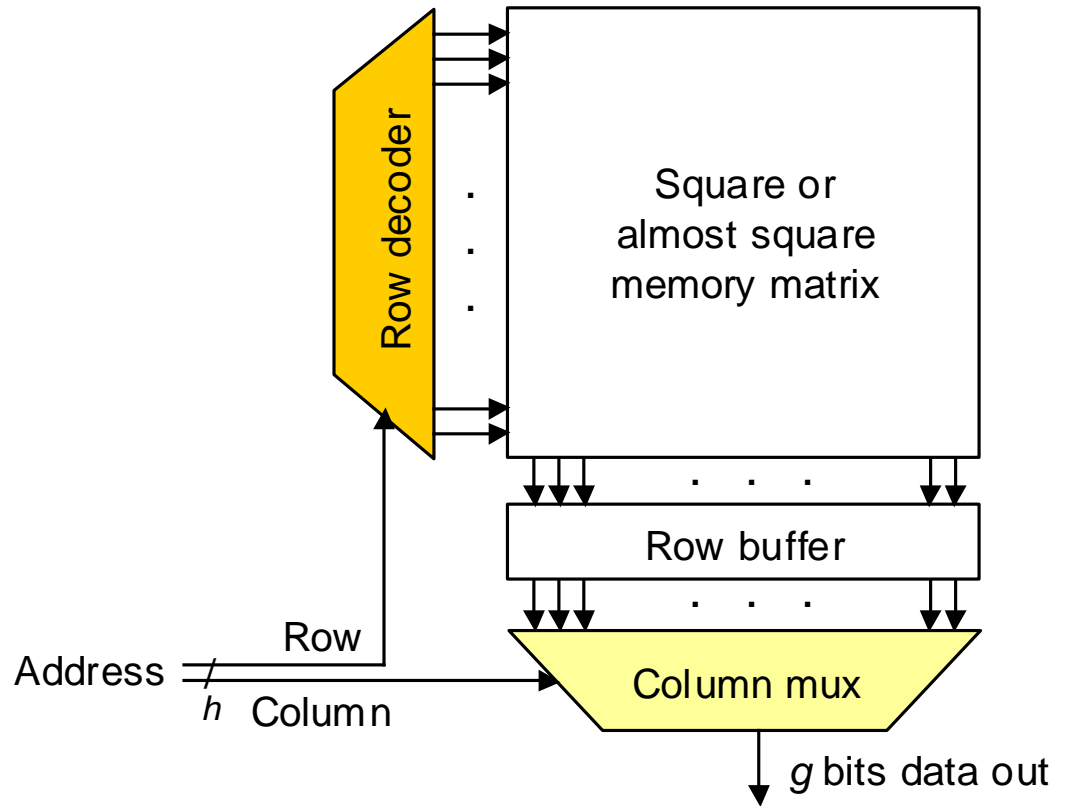 Row decoder
Square or
almost square
memory matrix
. . .
. . .
Row buffer
. . .
Row
Address
h
Column
Column mux
g bits data out